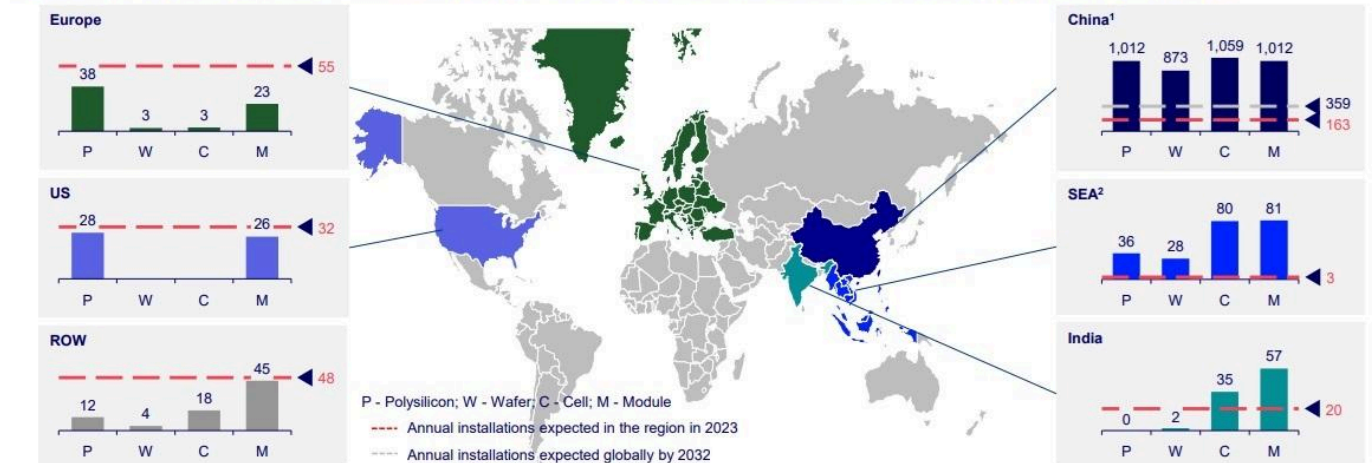 Europe
55
38
3
3
23
P W C M
US
28
26
32
P W C M
ROW
48
12
4
18
45
P W C M
P - Polysilicon; W - Wafer; C - Cell; M - Module
Annual installations expected in the region in 2023
Annual installations expected globally by 2032
China¹
1,012
873
1,059
1,012
359
163
P W C M
SEA²
36
28
80
81
3
P W C M
India
0
2
35
57
20
P W C M